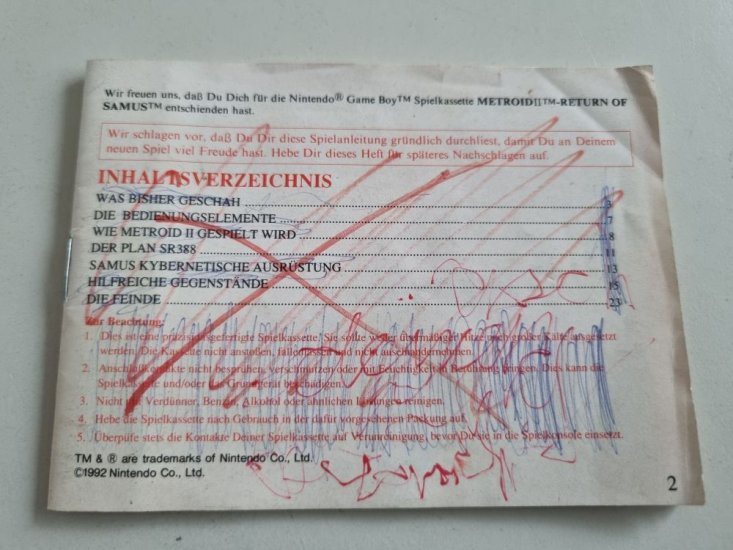 Wir freuen uns, daß Du Dich für die Nintendo® Game Boy™ Spielkassette METROID II™-RETURN OF
SAMUS™ entschienden hast.
Wir schlagen vor, daß Du Dir diese Spielanleitung gründlich durchliest, damit Du an Deinem
neuen Spiel viel Freude hast. Hebe Dir dieses Heft für späteres Nachschlagen auf.
INHALTSVERZEICHNIS
WAS BISHER GESCHAH 3
DIE BEDIENUNGSELEMENTE 7
WIE METROID II GESPIELT WIRD 8
DER PLAN SR388 11
SAMUS KYBERNETISCHE AUSRÜSTUNG 13
HILFREICHE GEGENSTÄNDE 15
DIE FEINDE 23
Zur Beachtung:
1. Dies ist eine präzisionsgefertigte Spielkassette. Sie sollte weder übermäßiger Hitze noch großer Kälte ausgesetzt
werden. Die Kassette nicht anstoßen, fallenlassen und nicht auseinandernehmen.
2. Anschlußkontakte nicht berühren, verschmutzen oder mit Feuchtigkeit in Berührung bringen. Dies kann die
Spielkassette und/oder das Grundgerät beschädigen.
3. Nicht mit Verdünner, Benzin, Alkohol oder ähnlichen Lösungen reinigen.
4. Hebe die Spielkassette nach Gebrauch in der dafür vorgesehenen Packung auf.
5. Überpüfe stets die Kontakte Deiner Spielkassette auf Verunreinigung, bevor Du sie in die Spielkonsole einsetzt.
TM & ® are trademarks of Nintendo Co., Ltd.
©1992 Nintendo Co., Ltd.
2